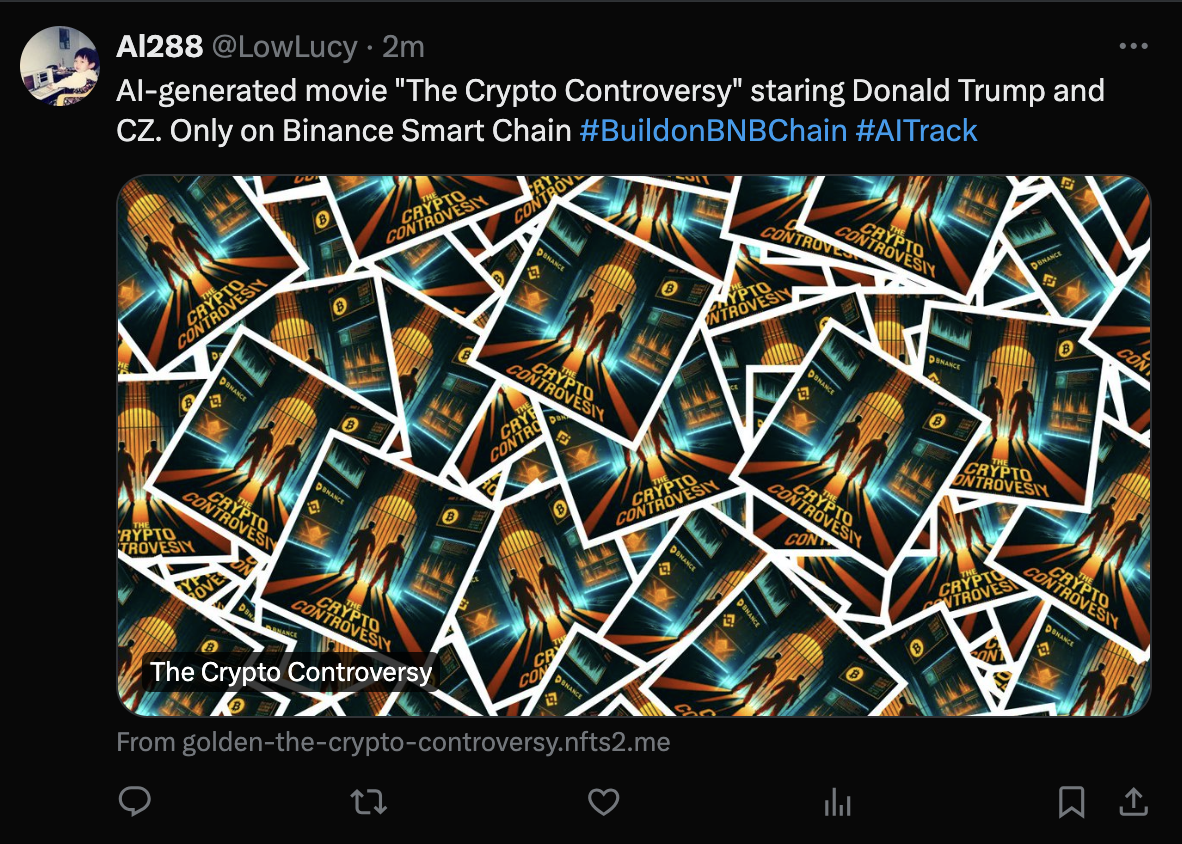 Al288 @LowLucy · 2m
AI-generated movie "The Crypto Controversy" staring Donald Trump and
CZ. Only on Binance Smart Chain #BuildonBNBChain #AITrack
THE
CRYPTO
CONTROVESIY
BINANCE
The Crypto Controversy
From golden-the-crypto-controversy.nfts2.me